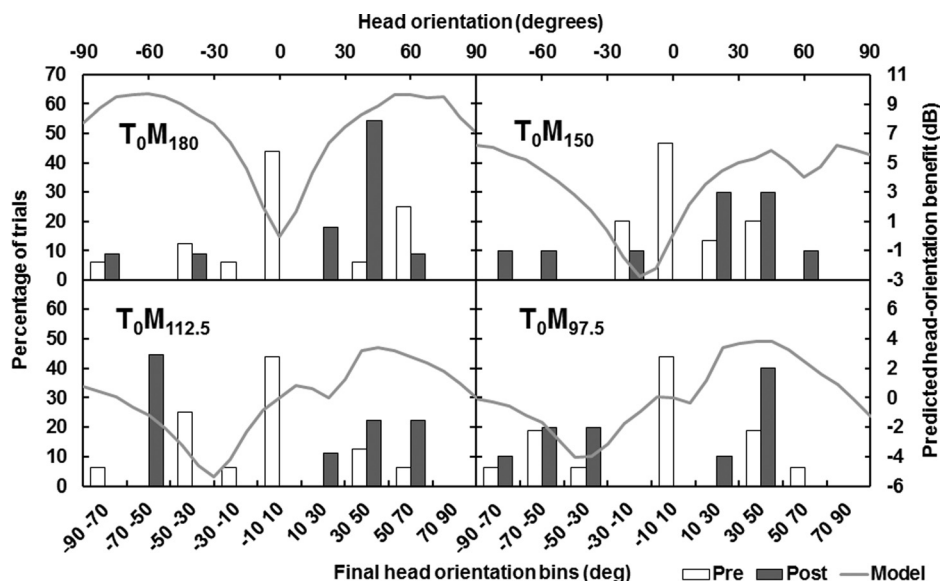 Head orientation (degrees)
-90 -60 -30 0 30 60 -90 -60 -30 0 30 60 90
70
60
50
40
30
20
10
0
T0M180
T0M150
11
9
7
5
3
1
-1
-3
Percentage of trials
Predicted head-orientation benefit (dB)
60
50
40
30
20
10
0
T0M112.5
T0M97.5
6
4
2
0
-2
-4
-6
-90 -70 -70 -50 -50 -30 -30 -10 -10 10 10 30 30 50 50 70 70 90 -90 -70 -70 -50 -50 -30 -30 -10 -10 10 10 30 30 50 50 70 70 90
Final head orientation bins (deg)
Pre Post Model